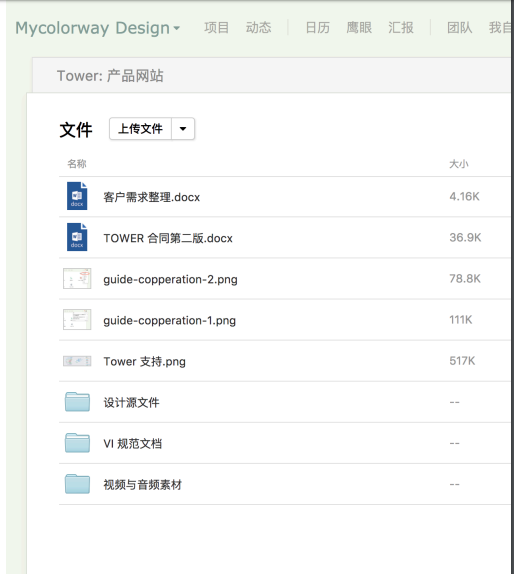 Mycolorway Design 项目 动态 日历 鹰眼 汇报 团队 我自
Tower: 产品网站
文件 上传文件
名称 大小
客户需求整理.docx 4.16K
TOWER 合同第二版.docx 36.9K
guide-copperation-2.png 78.8K
guide-copperation-1.png 111K
Tower 支持.png 517K
设计源文件 --
VI 规范文档 --
视频与音频素材 --